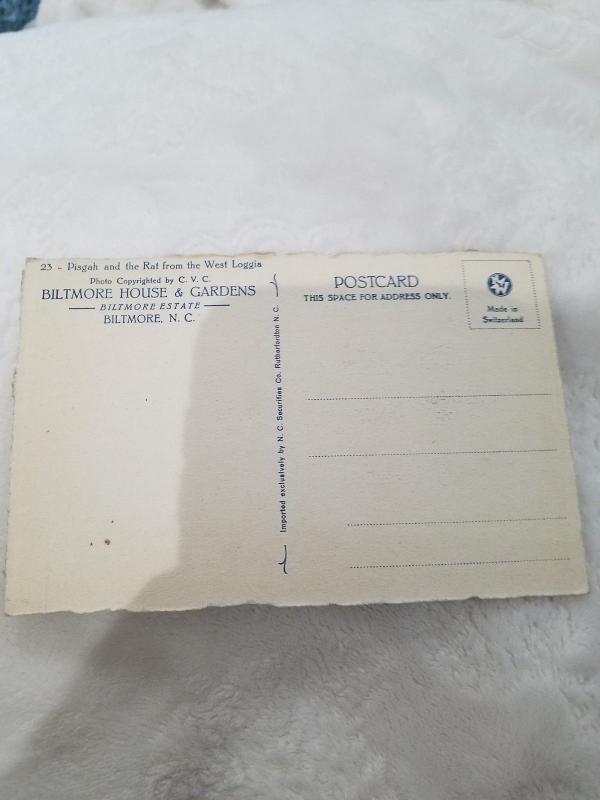 23 - Pisgah and the Rat from the West Loggia
Photo Copyrighted by C. V. C.
BILTMORE HOUSE & GARDENS
BILTMORE ESTATE
BILTMORE, N. C.
Imported exclusively by N. C. Securities Co. Rutherfordton N. C.
POSTCARD
THIS SPACE FOR ADDRESS ONLY.
Made in
Switzerland